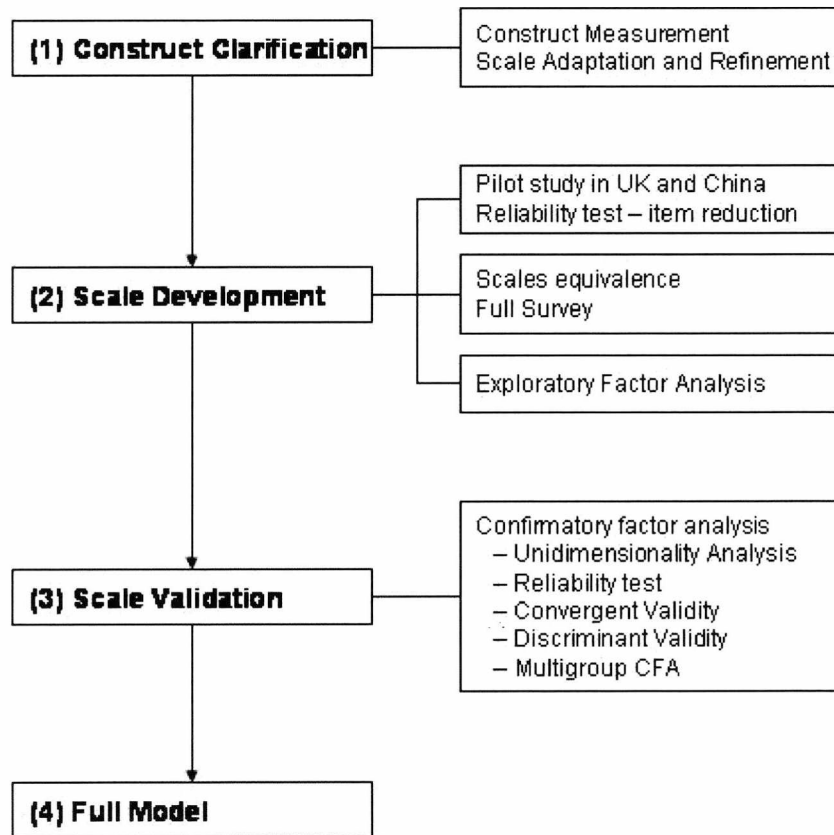 (1) Construct Clarification
Construct Measurement
Scale Adaptation and Refinement
Pilot study in UK and China
Reliability test – item reduction
(2) Scale Development
Scales equivalence
Full Survey
Exploratory Factor Analysis
(3) Scale Validation
Confirmatory factor analysis
– Unidimensionality Analysis
– Reliability test
– Convergent Validity
– Discriminant Validity
– Multigroup CFA
(4) Full Model